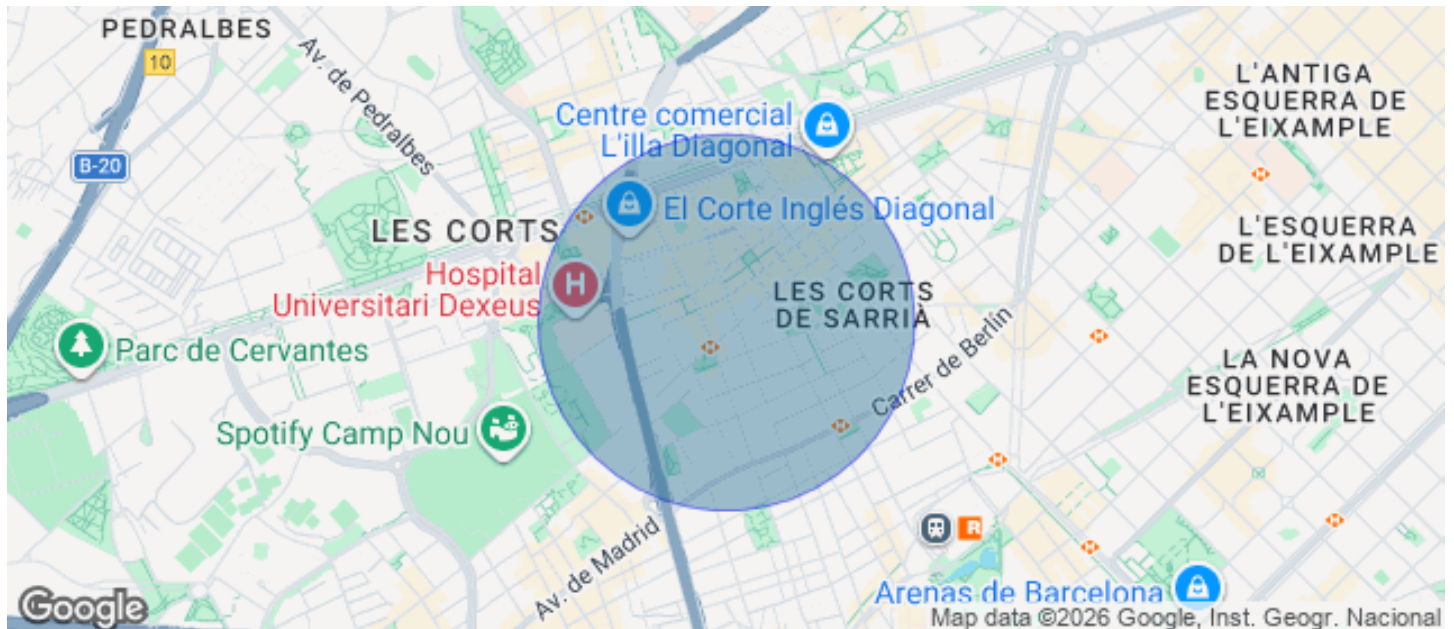 PEDRALBES
10
Av. de Pedralbes
B-20
Centre comercial
L'illa Diagonal
L'ANTIGA
ESQUERRA DE
L'EIXAMPLE
El Corte Inglés Diagonal
LES CORTS
L'ESQUERRA
DE L'EIXAMPLE
Hospital
Universitari Dexeus
H
LES CORTS
DE SARRIÀ
Parc de Cervantes
Carrer de Berlín
LA NOVA
ESQUERRA DE
L'EIXAMPLE
Spotify Camp Nou
Av. de Madrid
R
Arenas de Barcelona
Google
Map data ©2026 Google, Inst. Geogr. Nacional